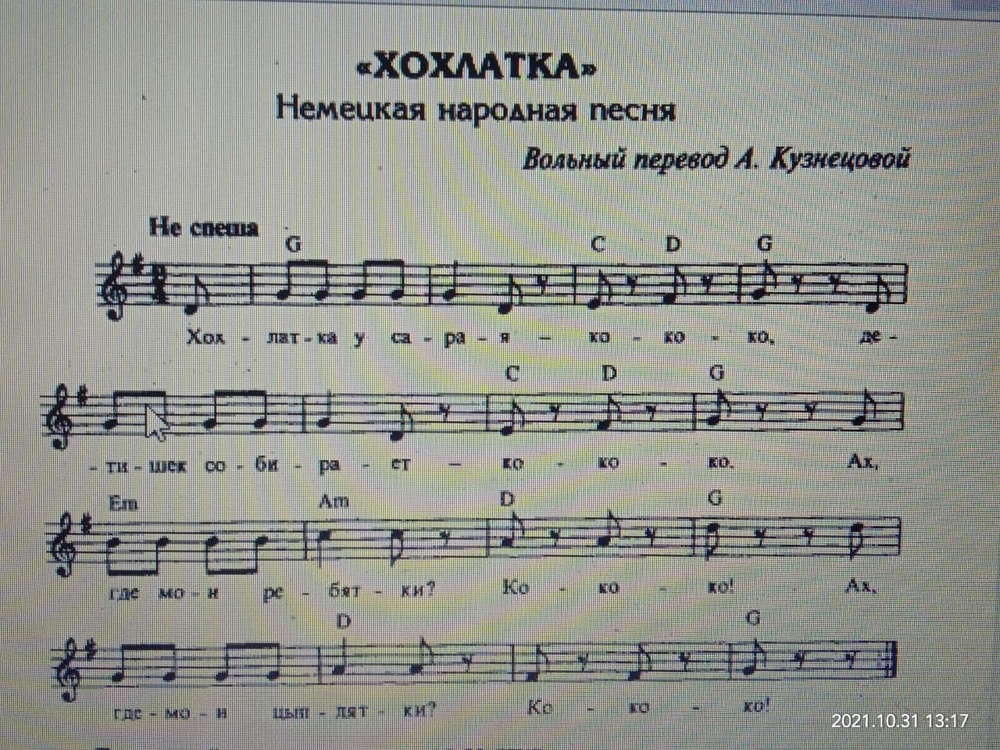 «ХОХЛАТКА»
Немецкая народная песня
Вольный перевод А. Кузнецовой
Не спеша
G C D G
Хох - лат - ка у са - ра - я - ко - ко - ко, де -
C D G
- ти - шек со - би - ра - ет - ко - ко - ко. Ах,
Em Am D G
где мо - и ре - бят - ки? Ко - ко - ко! Ах,
D G
где - мо - и цып - лят - ки? Ко - ко - ко!
2021.10.31 13:17